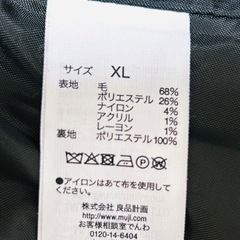 サイズ XL
表地 毛 68%
ポリエステル 26%
ナイロン 4%
アクリル 1%
レーヨン 1%
裏地 ポリエステル 100%
●アイロンはあて布を使用して
ください。
株式会社 良品計画
http://www.muji.com/
お客様相談室でんわ
0120-14-6404